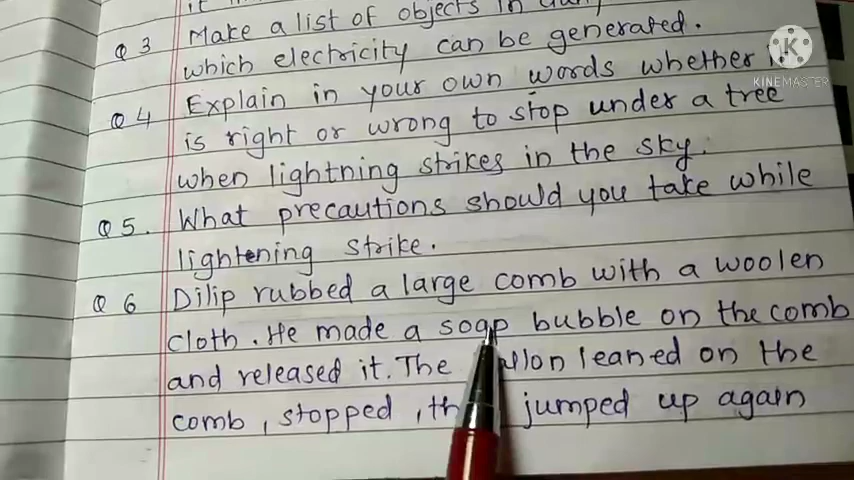 Q 3 Make a list of objects in
which electricity can be generated.
Q 4 Explain in your own words whether
is right or wrong to stop under a tree
when lightning strikes in the sky.
Q 5. What precautions should you take while
lightening strike.
Q 6 Dilip rubbed a large comb with a woolen
cloth. He made a soap bubble on the comb
and released it. The leaned on the
comb, stopped, jumped up again
K
KINEMASTER